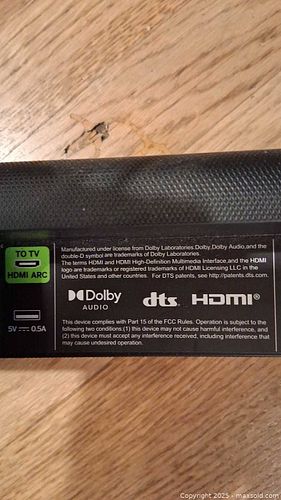 TO TV
HDMI ARC
5V 0.5A
Manufactured under license from Dolby Laboratories.Dolby,Dolby Audio,and the
double-D symbol are trademarks of Dolby Laboratories.
The terms HDMI and HDMI High-Definition Multimedia Interface,and the HDMI
logo are trademarks or registered trademarks of HDMI Licensing LLC in the
United States and other countries. For DTS patents, see http://patents.dts.com.
Dolby
AUDIO
dts
HDMI®
This device complies with Part 15 of the FCC Rules. Operation is subject to the
following two conditions:(1) this device may not cause harmful interference, and
(2) this device must accept any interference received, including interference that
may cause undesired operation.
Copyright 2025 - maxsold.com